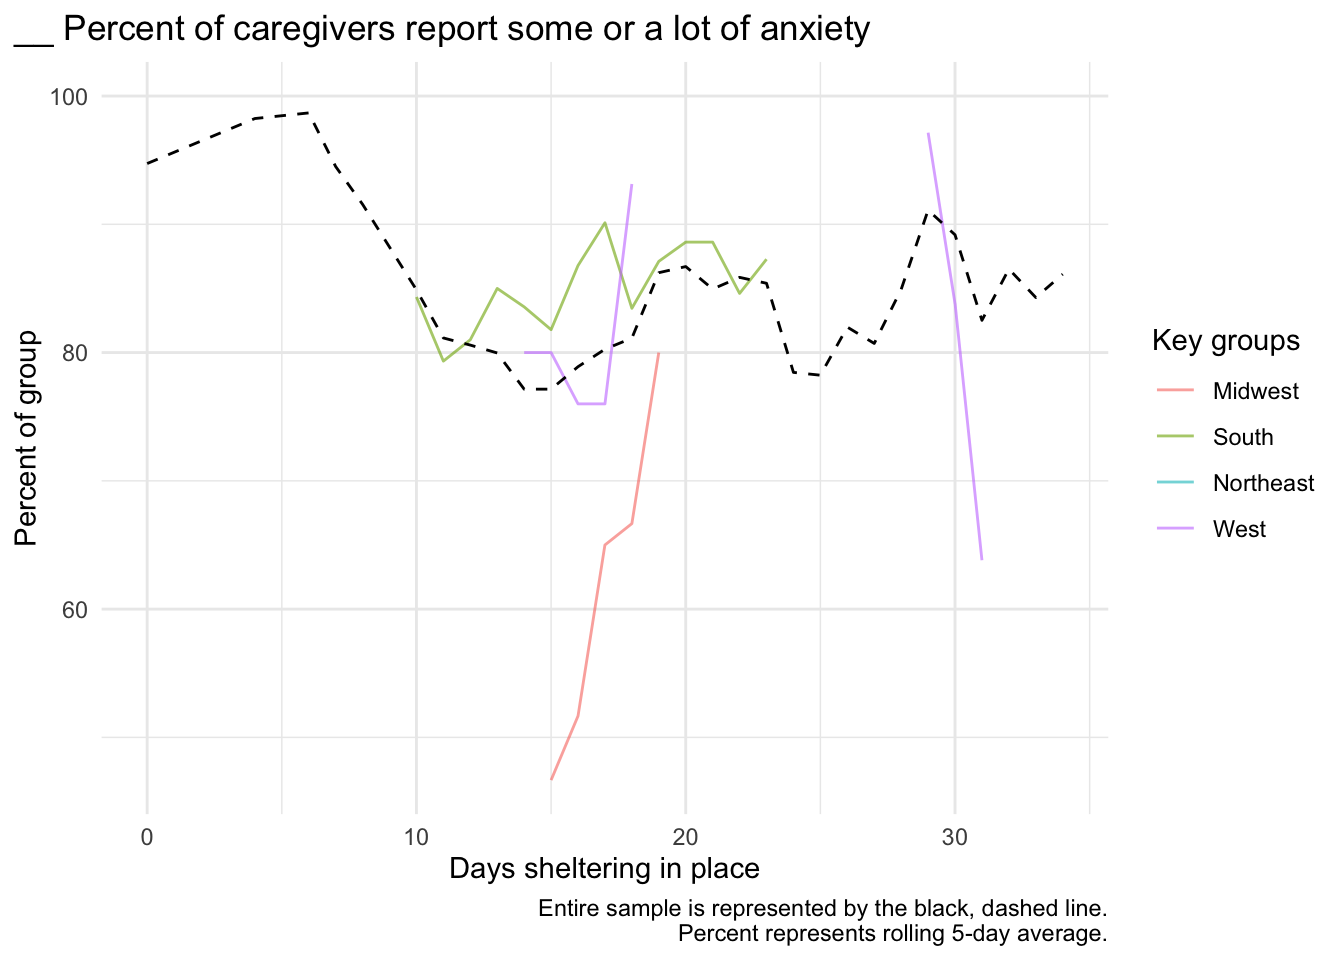 __ Percent of caregivers report some or a lot of anxiety
100
80
60
Percent of group
0 10 20 30
Days sheltering in place
Key groups
Midwest
South
Northeast
West
Entire sample is represented by the black, dashed line.
Percent represents rolling 5-day average.